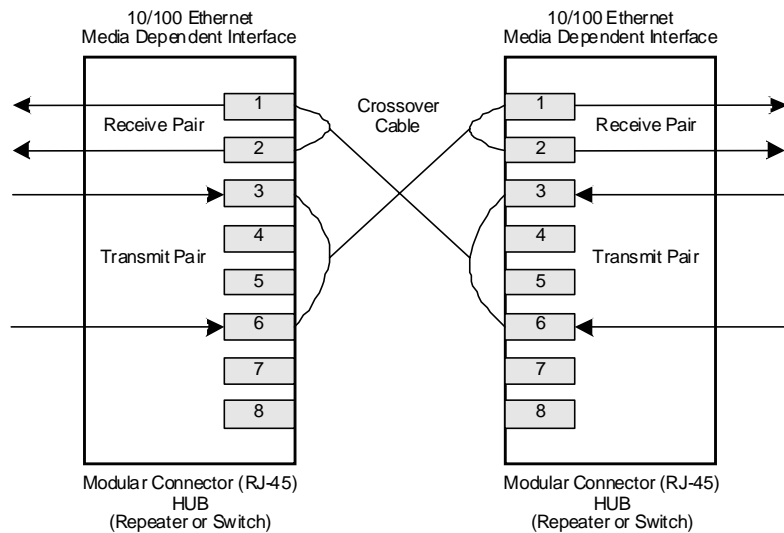 10/100 Ethernet
Media Dependent Interface
10/100 Ethernet
Media Dependent Interface
1
Receive Pair
2
3
4
Transmit Pair
5
6
7
8
Crossover
Cable
1
Receive Pair
2
3
4
Transmit Pair
5
6
7
8
Modular Connector (RJ-45)
HUB
(Repeater or Switch)
Modular Connector (RJ-45)
HUB
(Repeater or Switch)